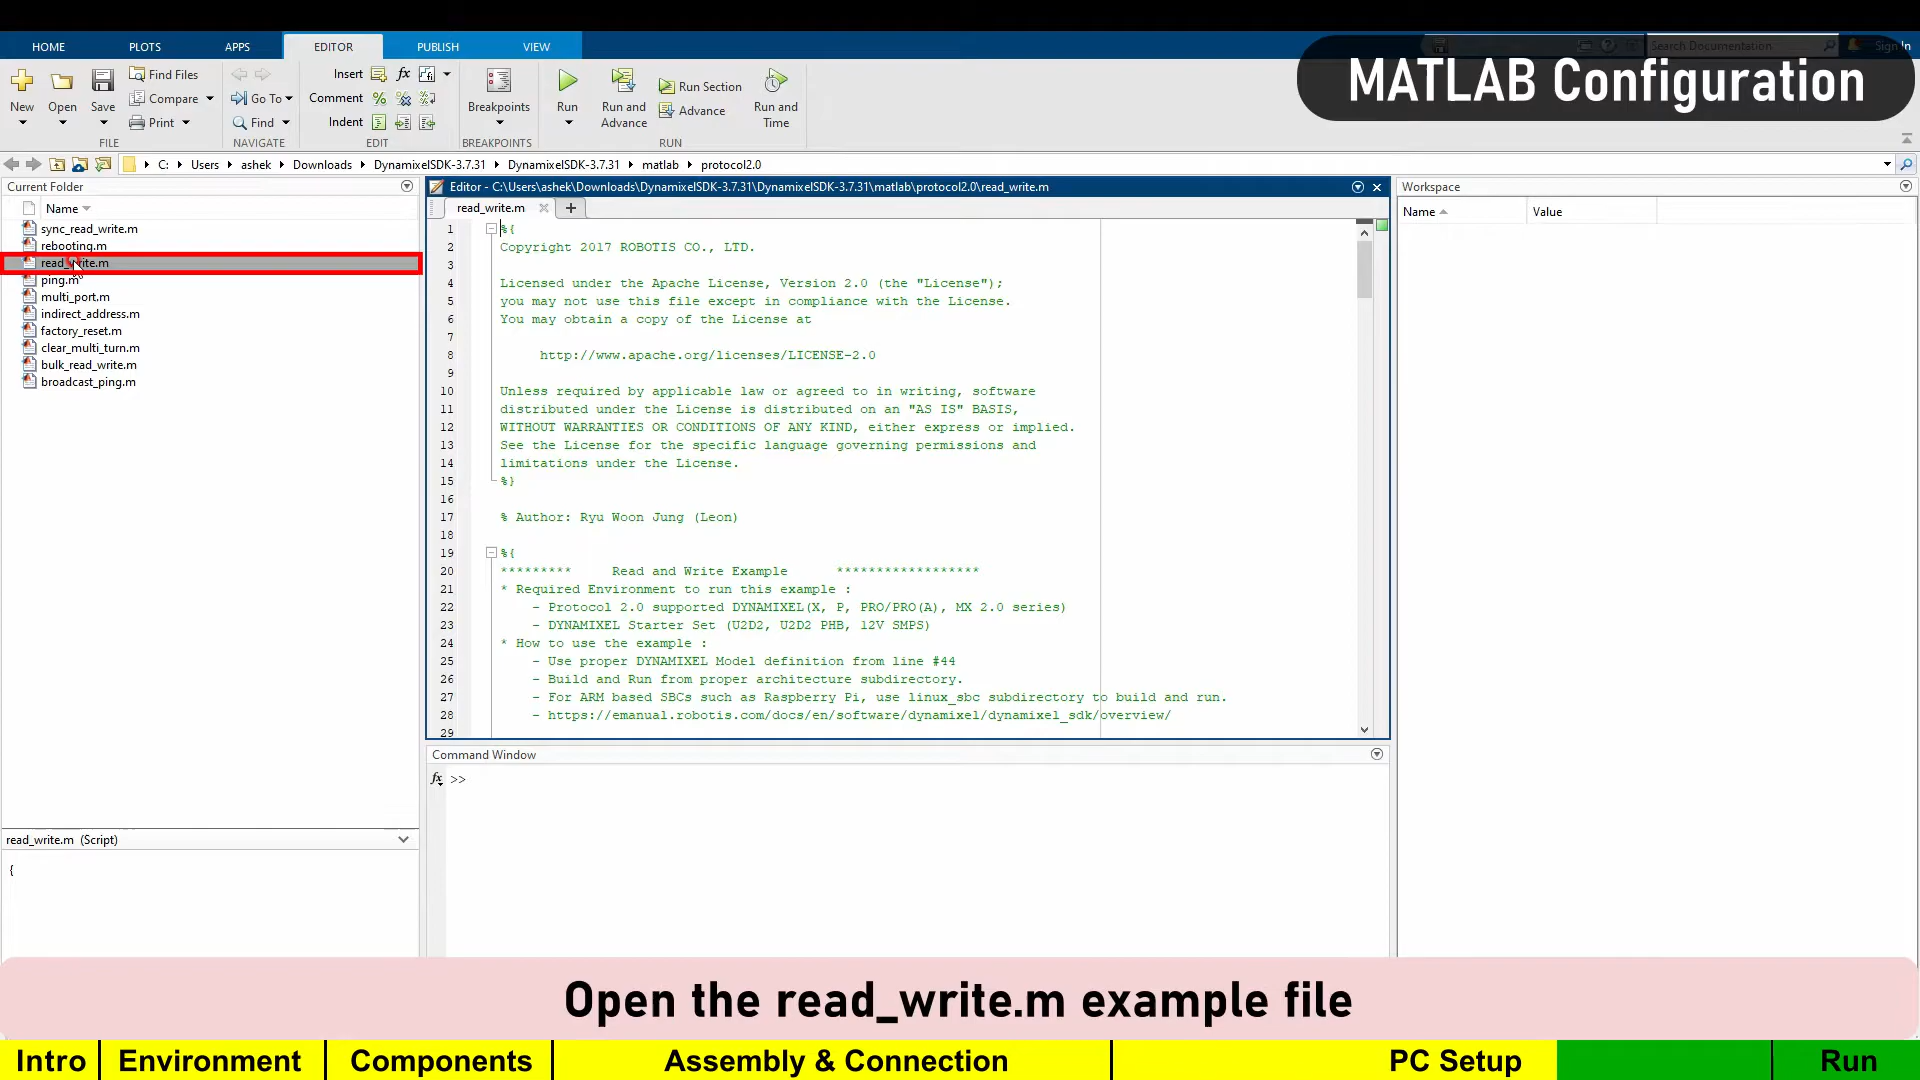 HOME PLOTS APPS EDITOR PUBLISH VIEW
Search Documentation Sign In
MATLAB Configuration
New Open Save
Find Files
Compare
Print
FILE
Go To
Find
NAVIGATE
Insert fx
Comment
Indent
EDIT
Breakpoints
BREAKPOINTS
Run
Run and Advance
Run Section
Advance
Run and Time
RUN
C: Users ashek Downloads DynamixelSDK-3.7.31 DynamixelSDK-3.7.31 matlab protocol2.0
Current Folder
Name
sync_read_write.m
rebooting.m
read_write.m
ping.m
multi_port.m
indirect_address.m
factory_reset.m
clear_multi_turn.m
bulk_read_write.m
broadcast_ping.m
read_write.m (Script)
{
Editor - C:\Users\ashek\Downloads\DynamixelSDK-3.7.31\DynamixelSDK-3.7.31\matlab\protocol2.0\read_write.m
read_write.m
1 %{
2 Copyright 2017 ROBOTIS CO., LTD.
3
4 Licensed under the Apache License, Version 2.0 (the "License");
5 you may not use this file except in compliance with the License.
6 You may obtain a copy of the License at
7
8 http://www.apache.org/licenses/LICENSE-2.0
9
10 Unless required by applicable law or agreed to in writing, software
11 distributed under the License is distributed on an "AS IS" BASIS,
12 WITHOUT WARRANTIES OR CONDITIONS OF ANY KIND, either express or implied.
13 See the License for the specific language governing permissions and
14 limitations under the License.
15 %}
16
17 % Author: Ryu Woon Jung (Leon)
18
19 %{
20 ********* Read and Write Example ******************
21 * Required Environment to run this example :
22 - Protocol 2.0 supported DYNAMIXEL(X, P, PRO/PRO(A), MX 2.0 series)
23 - DYNAMIXEL Starter Set (U2D2, U2D2 PHB, 12V SMPS)
24 * How to use the example :
25 - Use proper DYNAMIXEL Model definition from line #44
26 - Build and Run from proper architecture subdirectory.
27 - For ARM based SBCs such as Raspberry Pi, use linux_sbc subdirectory to build and run.
28 - https://emanual.robotis.com/docs/en/software/dynamixel/dynamixel_sdk/overview/
29
Command Window
fx >>
Workspace
Name Value
Open the read_write.m example file
Intro Environment Components Assembly & Connection PC Setup Run